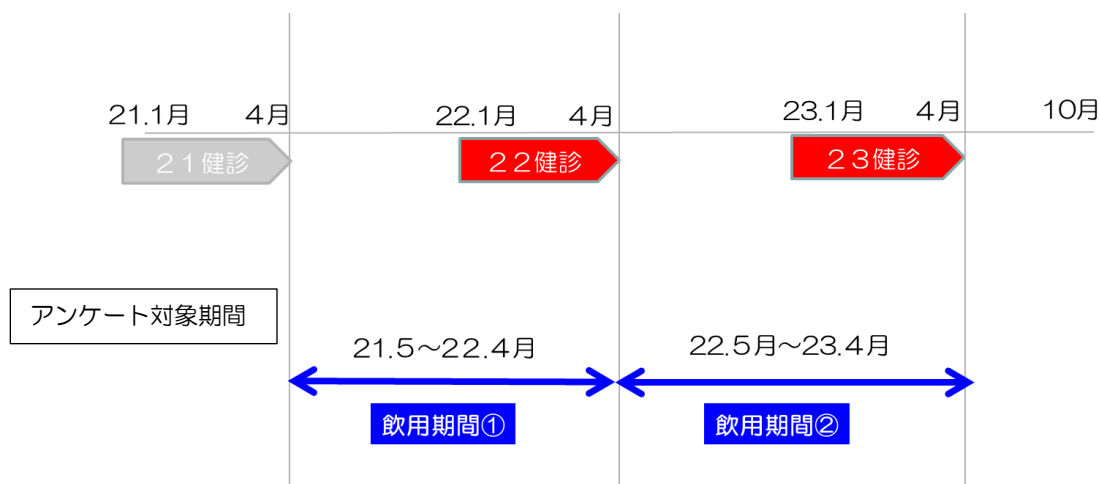 21.1月 4月 22.1月 4月 23.1月 4月 10月
21健診 22健診 23健診
アンケート対象期間
21.5~22.4月 22.5月~23.4月
飲用期間① 飲用期間②